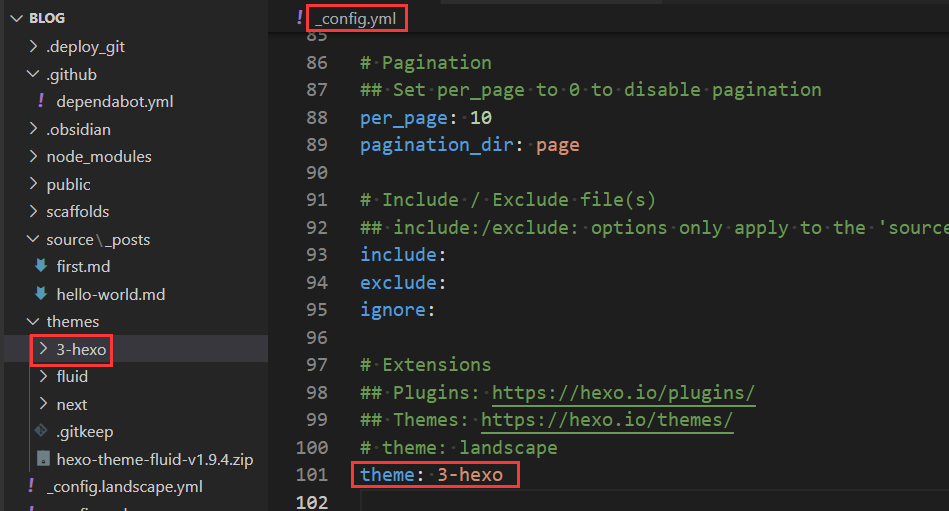 BLOG
.deploy_git
.github
dependabot.yml
.obsidian
node_modules
public
scaffolds
source\_posts
first.md
hello-world.md
themes
3-hexo
fluid
next
.gitkeep
hexo-theme-fluid-v1.9.4.zip
_config.landscape.yml
_config.yml
85
86 # Pagination
87 ## Set per_page to 0 to disable pagination
88 per_page: 10
89 pagination_dir: page
90
91 # Include / Exclude file(s)
92 ## include:/exclude: options only apply to the 'source
93 include:
94 exclude:
95 ignore:
96
97 # Extensions
98 ## Plugins: https://hexo.io/plugins/
99 ## Themes: https://hexo.io/themes/
100 # theme: landscape
101 theme: 3-hexo
102